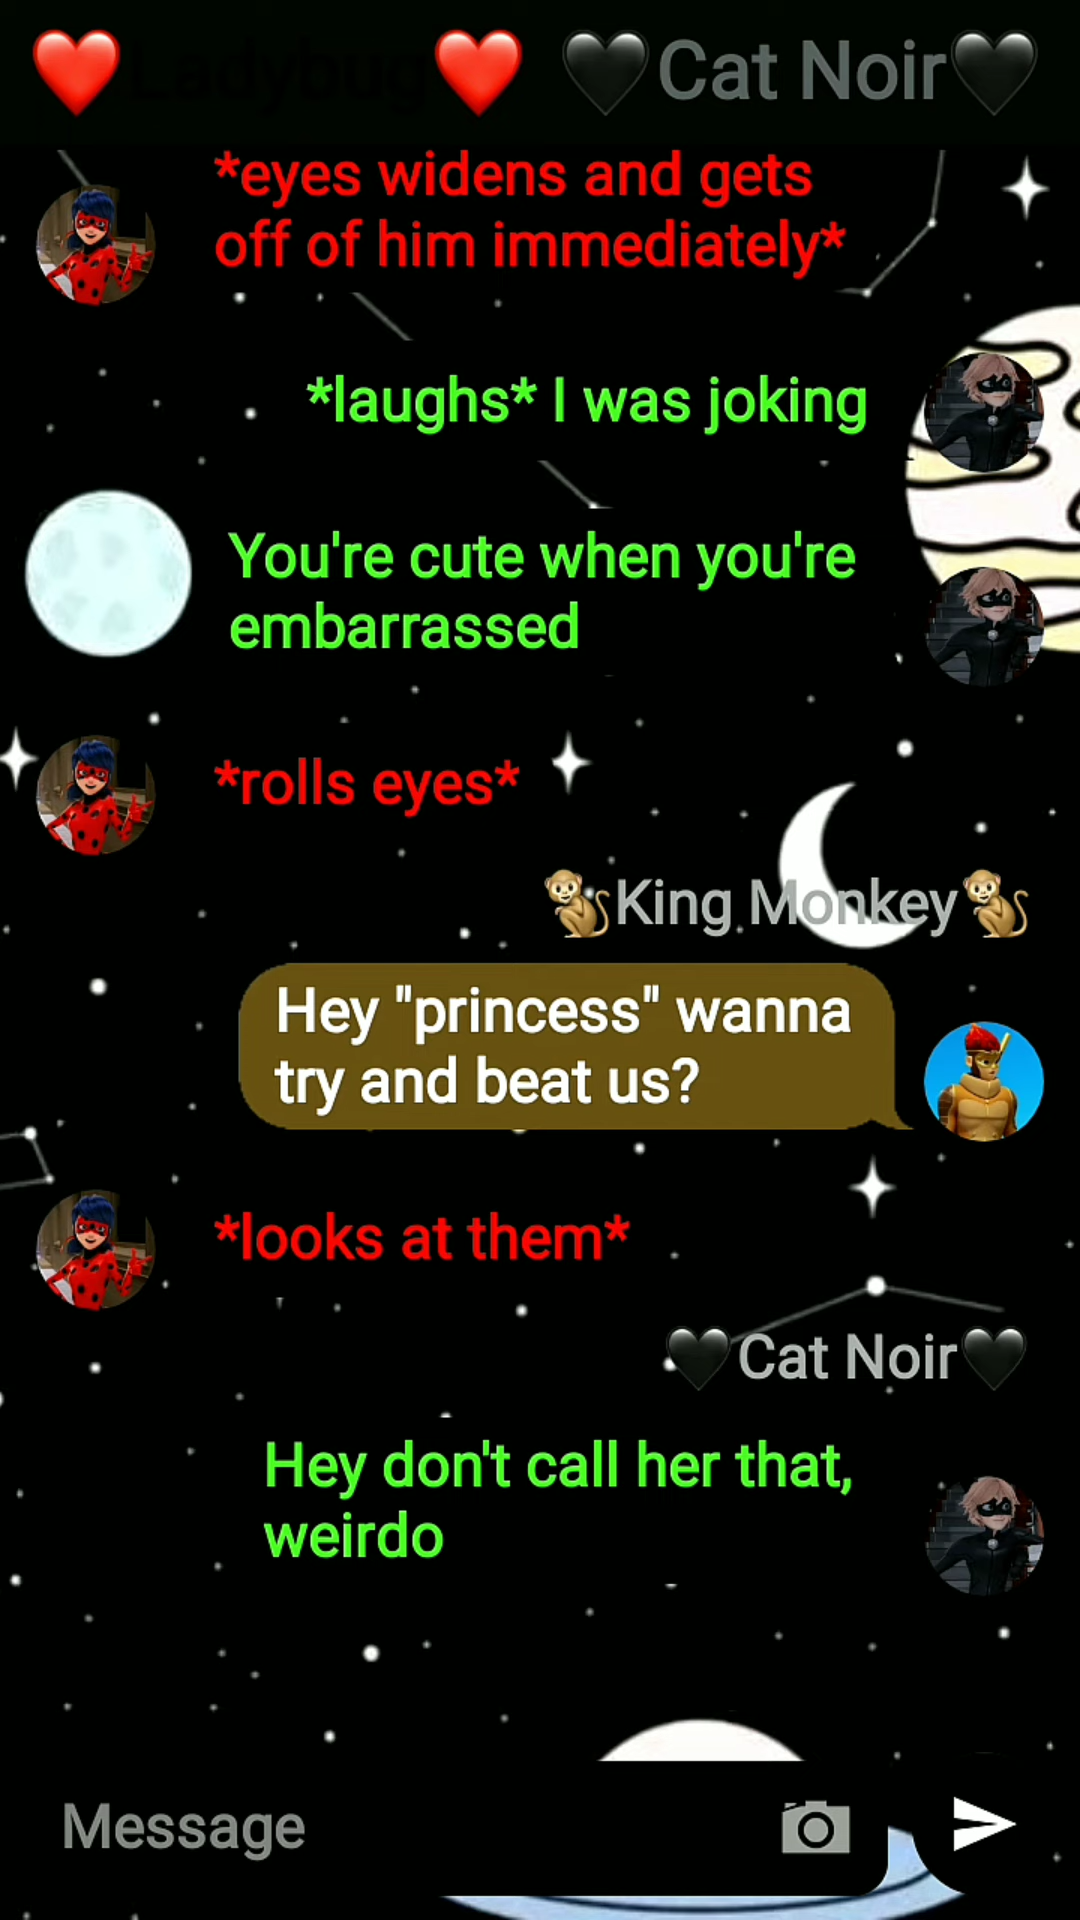 ❤️Ladybug❤️ 🖤Cat Noir🖤
*eyes widens and gets
off of him immediately*
*laughs* I was joking
You're cute when you're
embarrassed
*rolls eyes*
🐒King Monkey🐒
Hey "princess" wanna
try and beat us?
*looks at them*
🖤Cat Noir🖤
Hey don't call her that,
weirdo
Message